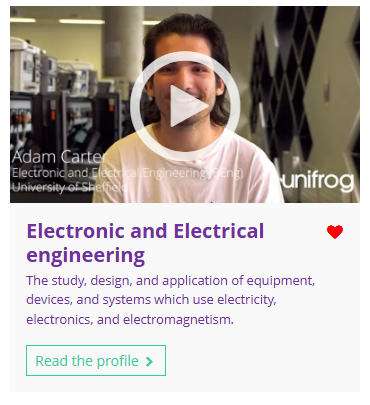 Adam Carter
Electronic and Electrical Engineering (BEng)
University of Sheffield
unifrog
Electronic and Electrical
engineering
The study, design, and application of equipment,
devices, and systems which use electricity,
electronics, and electromagnetism.
Read the profile